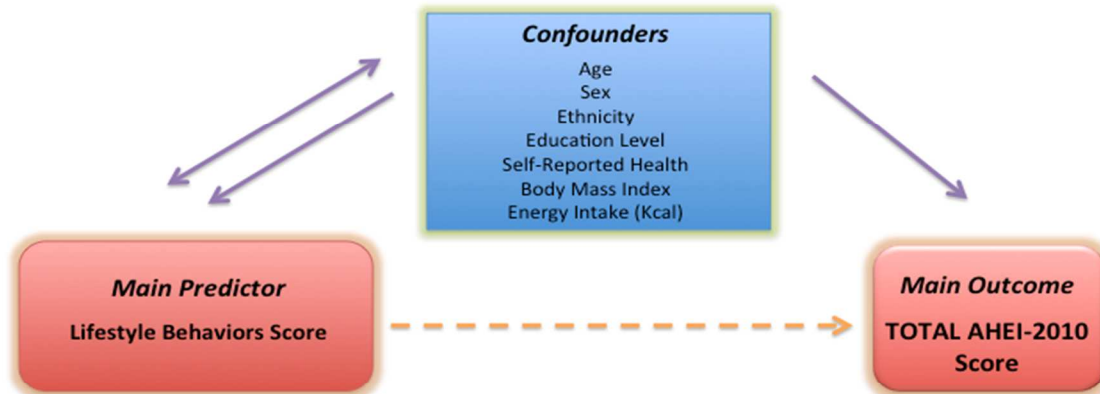 Confounders
Age
Sex
Ethnicity
Education Level
Self-Reported Health
Body Mass Index
Energy Intake (Kcal)
Main Predictor
Lifestyle Behaviors Score
Main Outcome
TOTAL AHEI-2010
Score